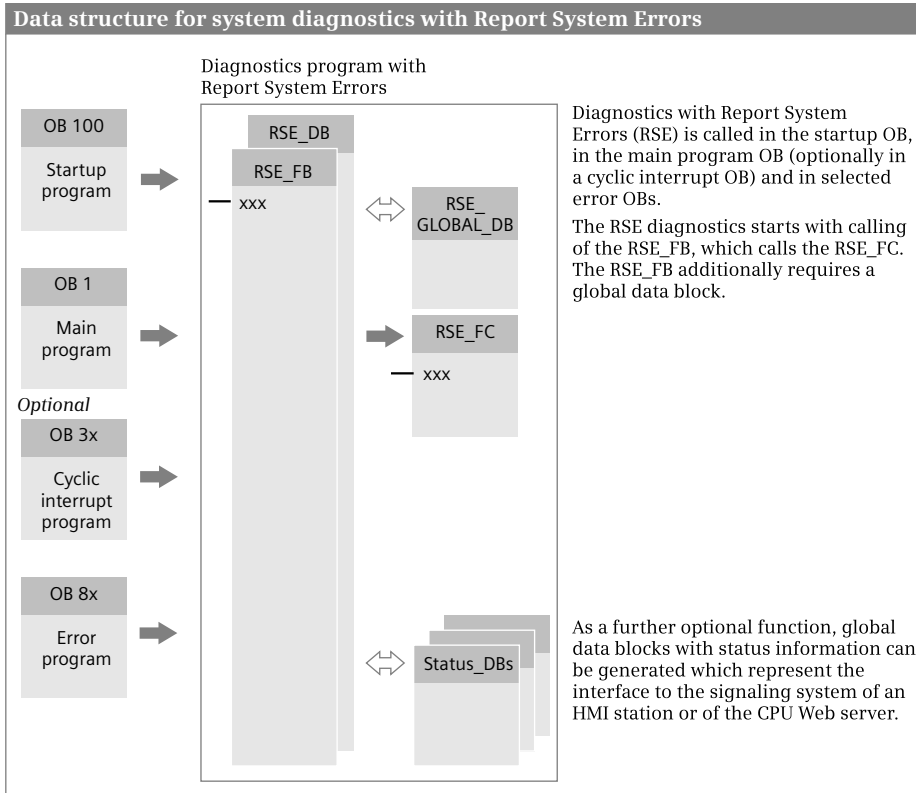 Data structure for system diagnostics with Report System Errors
Diagnostics program with
Report System Errors
OB 100
Startup
program
OB 1
Main
program
Optional
OB 3x
Cyclic
interrupt
program
OB 8x
Error
program
RSE_DB
RSE_FB
xxx
RSE_
GLOBAL_DB
RSE_FC
xxx
Status_DBs
Diagnostics with Report System
Errors (RSE) is called in the startup OB,
in the main program OB (optionally in
a cyclic interrupt OB) and in selected
error OBs.
The RSE diagnostics starts with calling
of the RSE_FB, which calls the RSE_FC.
The RSE_FB additionally requires a
global data block.
As a further optional function, global
data blocks with status information can
be generated which represent the
interface to the signaling system of an
HMI station or of the CPU Web server.